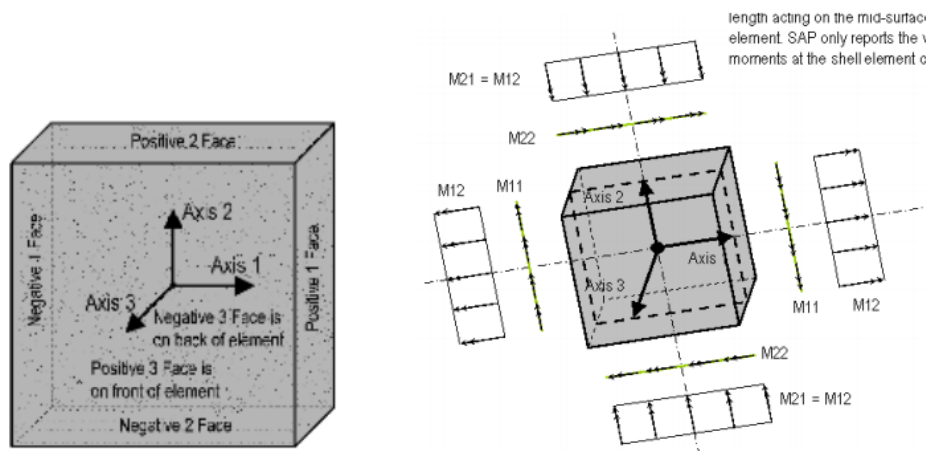 Positive 2 Face
Negative 1 Face
Axis 2
Axis 1
Axis 3
Negative 3 Face is
on back of element
Positive 3 Face is
on front of element
Positive 1 Face
Negative 2 Face
length acting on the mid-surface
element. SAP only reports the
moments at the shell element
M21 = M12
M22
M12
M11
Axis 2
Axis
Axis 3
M11
M12
M22
M21 = M12